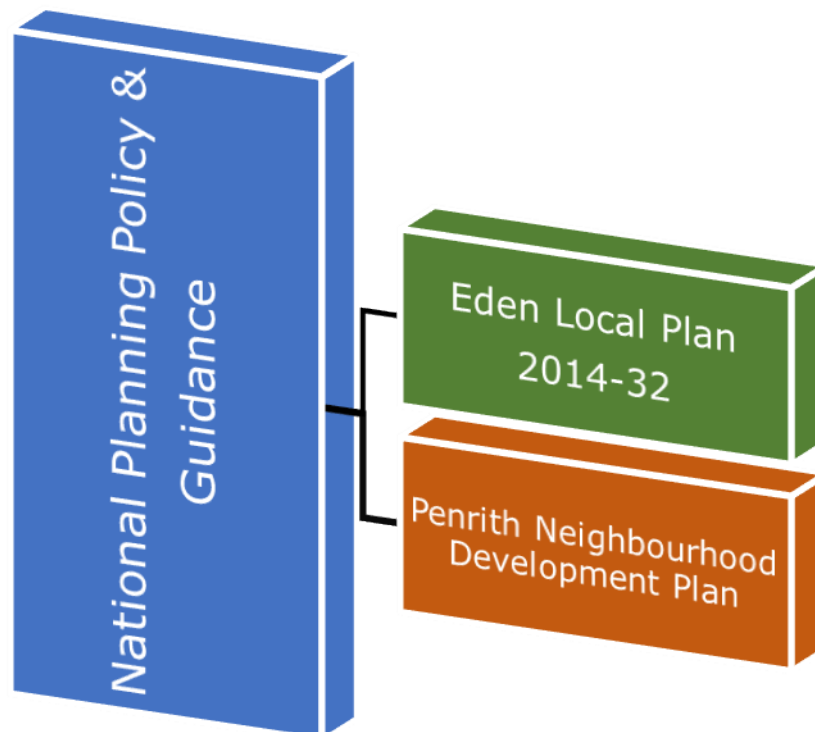 National Planning Policy &
Guidance
Eden Local Plan
2014-32
Penrith Neighbourhood
Development Plan